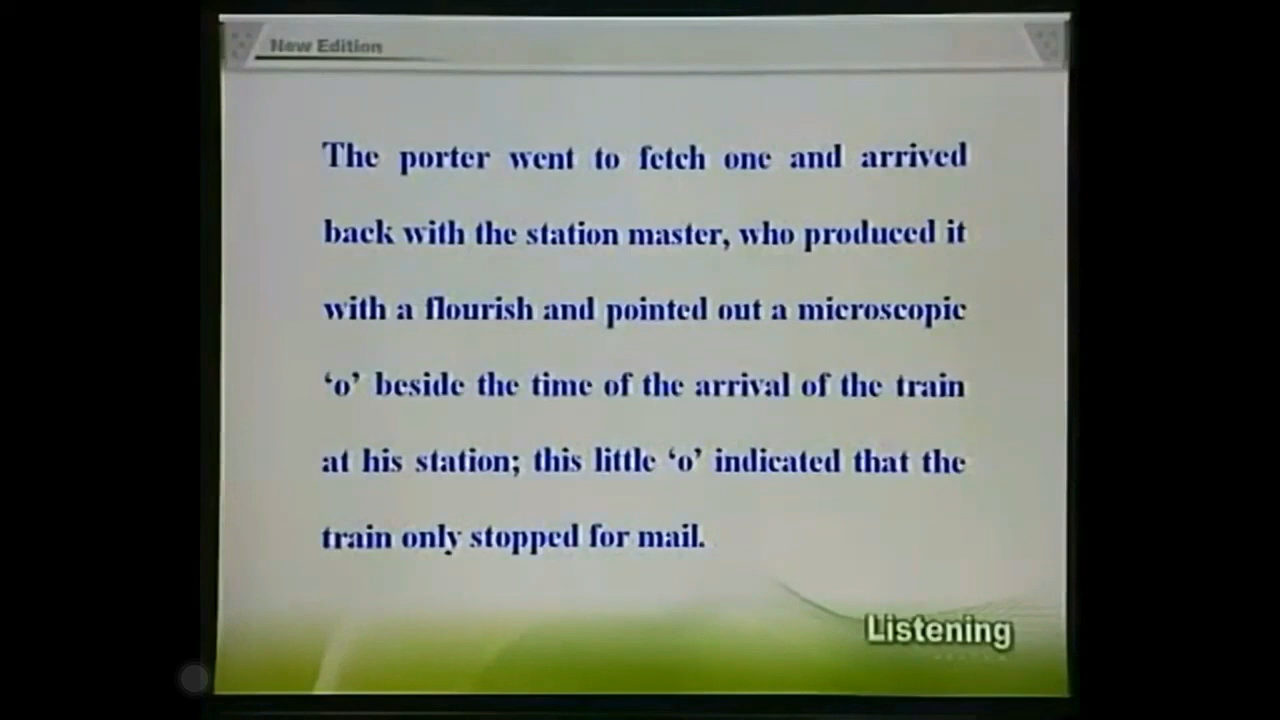 New Edition
The porter went to fetch one and arrived
back with the station master, who produced it
with a flourish and pointed out a microscopic
‘o’ beside the time of the arrival of the train
at his station; this little ‘o’ indicated that the
train only stopped for mail.
Listening